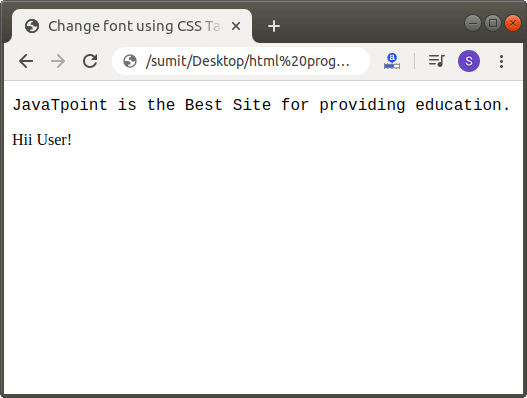 Change font using CSS Ta
/sumit/Desktop/html%20prog...
S
JavaTpoint is the Best Site for providing education.
Hii User!